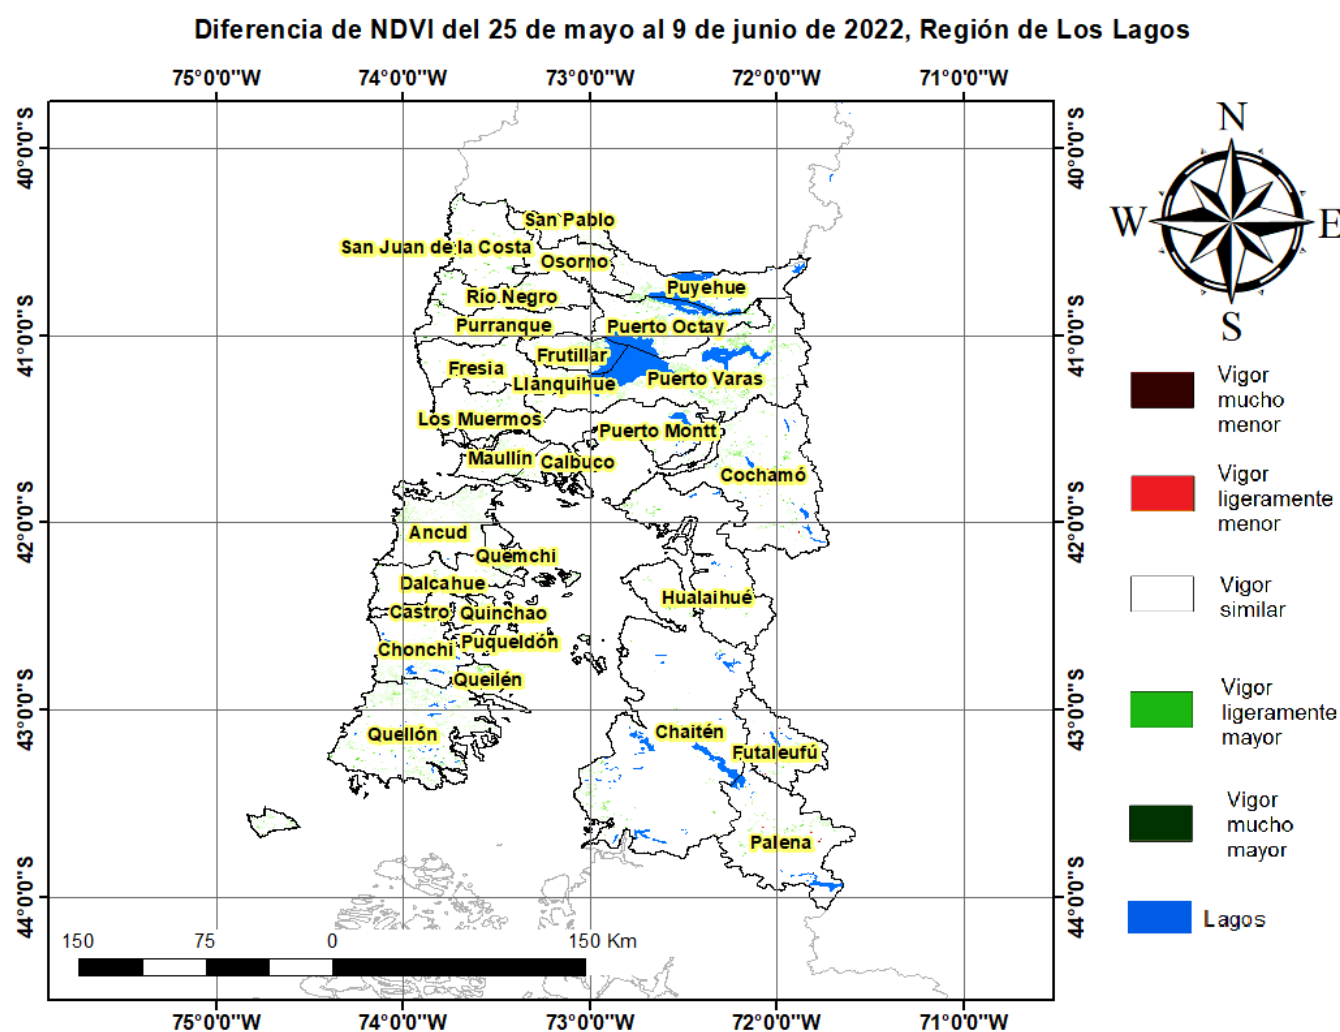 Diferencia de NDVI del 25 de mayo al 9 de junio de 2022, Región de Los Lagos
75°0'0"W 74°0'0"W 73°0'0"W 72°0'0"W 71°0'0"W
40°0'0"S
40°0'0"S
41°0'0"S
41°0'0"S
42°0'0"S
42°0'0"S
43°0'0"S
43°0'0"S
44°0'0"S
44°0'0"S
San Pablo
San Juan de la Costa
Osorno
Puyehue
Río Negro
Purranque
Puerto Octay
Frutillar
Fresia
Llanquihue
Puerto Varas
Los Muermos
Puerto Montt
Maullín
Calbuco
Cochamó
Ancud
Quemchi
Dalcahue
Hualaihué
Castro
Quinchao
Chonchi
Puqueldón
Queilén
Quellón
Chaitén
Futaleufú
Palena
150 75 0 150 Km
75°0'0"W 74°0'0"W 73°0'0"W 72°0'0"W 71°0'0"W
N
W
E
S
Vigor
mucho
menor
Vigor
ligeramente
menor
Vigor
similar
Vigor
ligeramente
mayor
Vigor
mucho
mayor
Lagos